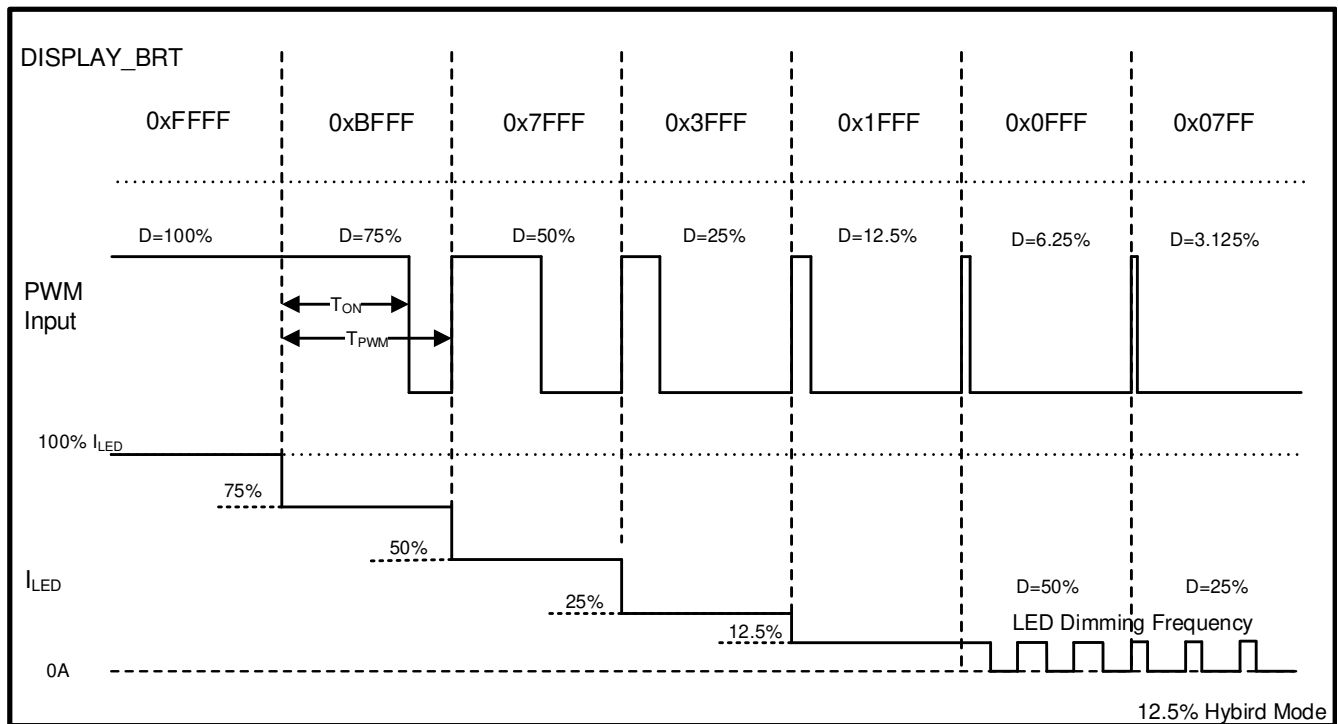 DISPLAY_BRT
0xFFFF 0xBFFF 0x7FFF 0x3FFF 0x1FFF 0x0FFF 0x07FF
D=100% D=75% D=50% D=25% D=12.5% D=6.25% D=3.125%
PWM
Input
TON
TPWM
100% ILED
75%
50%
ILED
25%
12.5%
D=50% D=25%
LED Dimming Frequency
0A
12.5% Hybird Mode